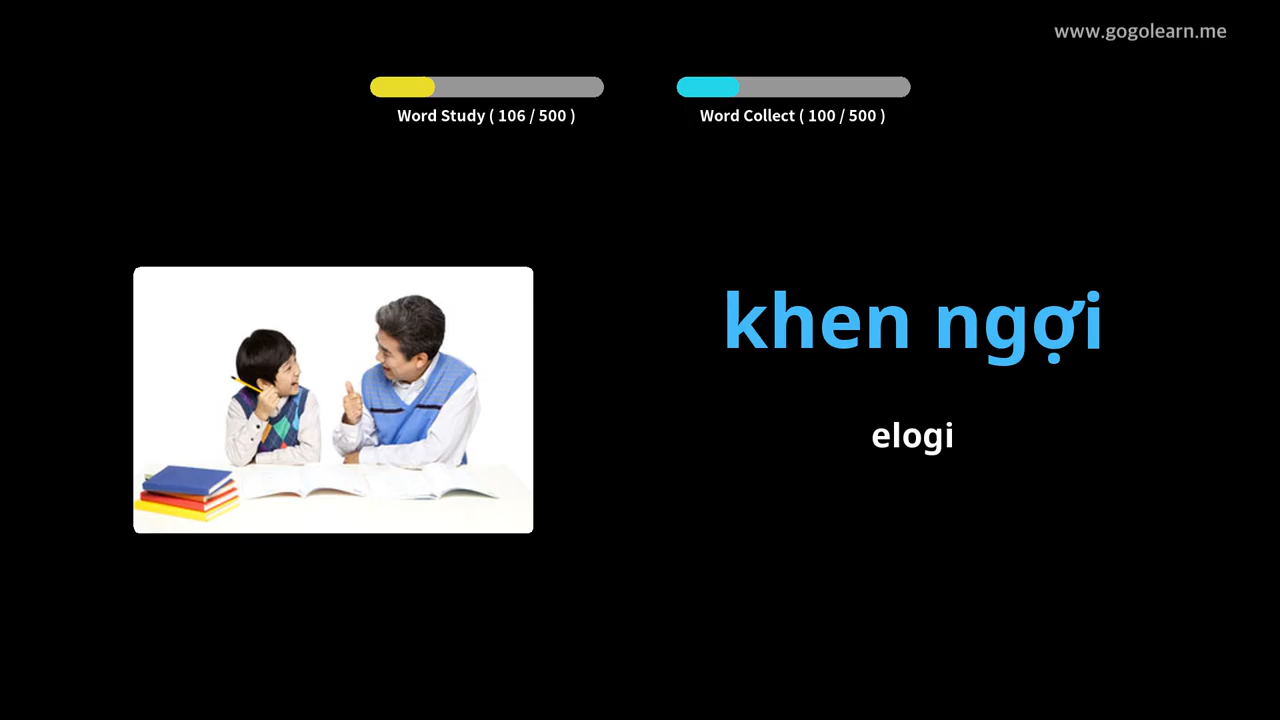 www.gogolearn.me
Word Study ( 106 / 500 )
Word Collect ( 100 / 500 )
khen ngợi
elogi